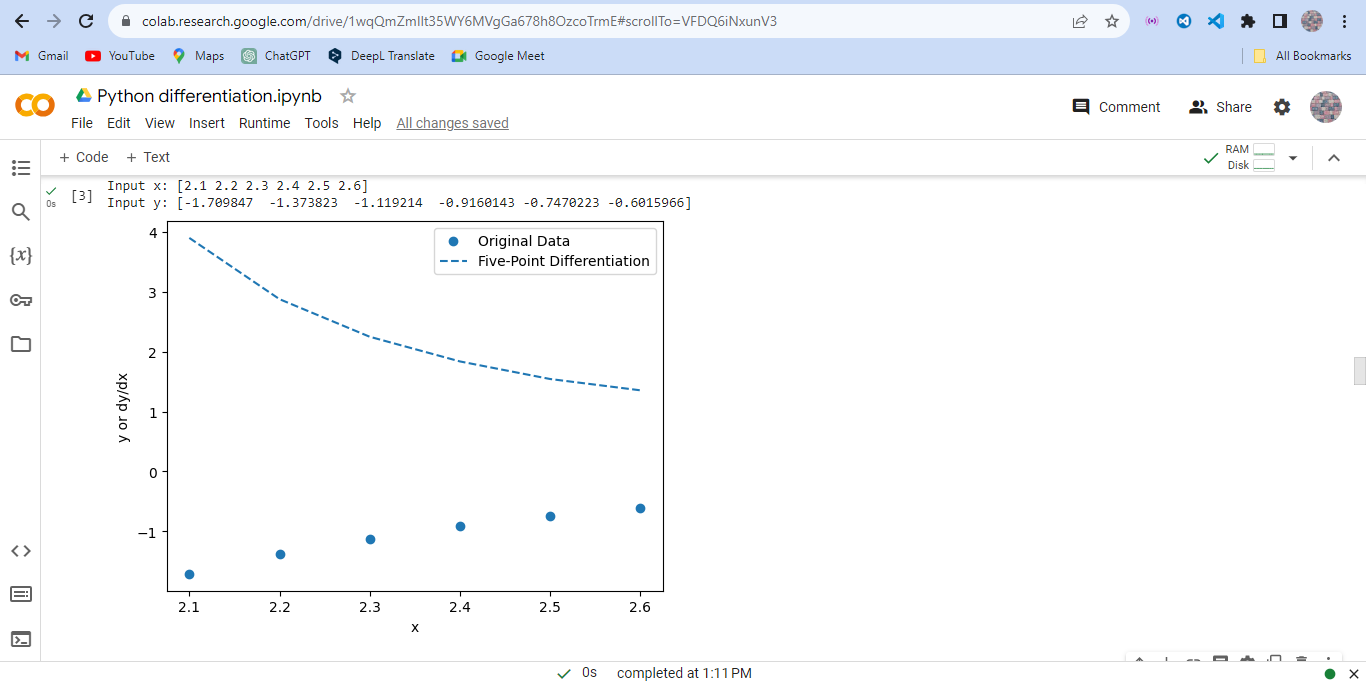 colab.research.google.com/drive/1wqQmZmIIt35WY6MVgGa678h8OzcoTrmE#scrollTo=VFDQ6iNxunV3
Gmail YouTube Maps ChatGPT DeepL Translate Google Meet All Bookmarks
Python differentiation.ipynb
Comment Share
File Edit View Insert Runtime Tools Help All changes saved
+ Code + Text
RAM
Disk
[3]
0s
Input x: [2.1 2.2 2.3 2.4 2.5 2.6]
Input y: [-1.709847 -1.373823 -1.119214 -0.9160143 -0.7470223 -0.6015966]
Original Data
Five-Point Differentiation
4
3
2
1
0
−1
y or dy/dx
2.1 2.2 2.3 2.4 2.5 2.6
x
0s completed at 1:11 PM